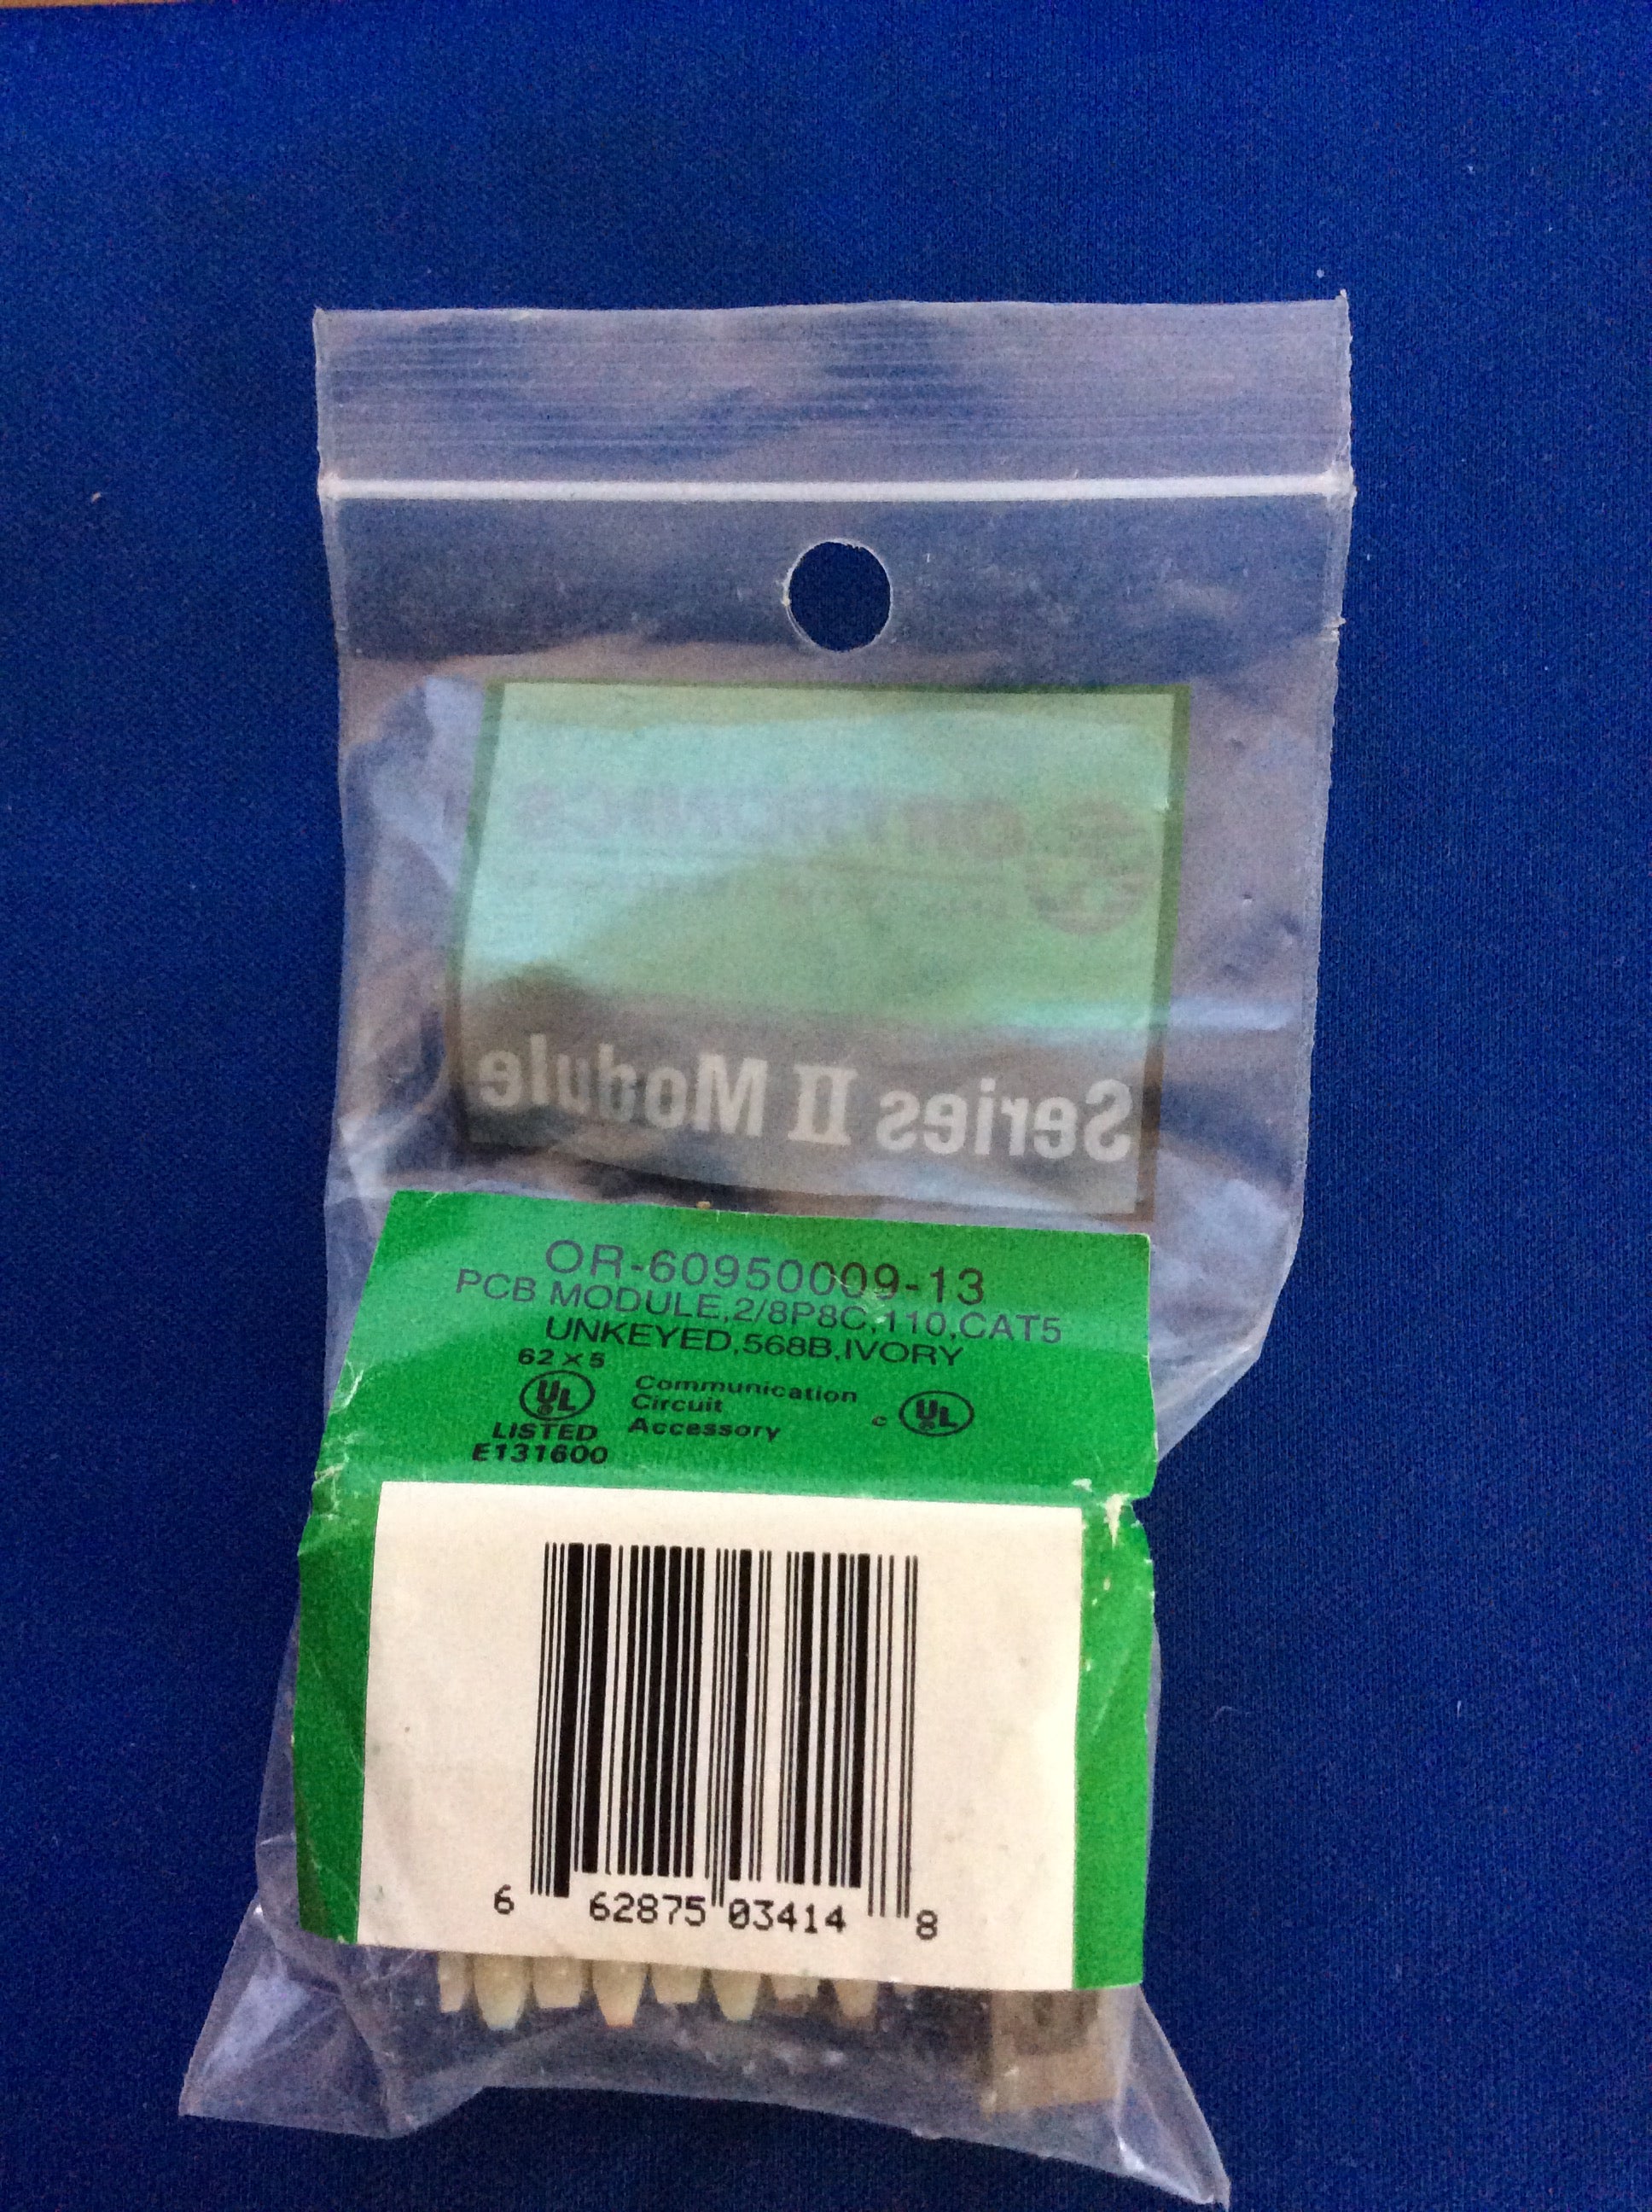 ORTRONICS
Series II Module
OR-60950009-13
PCB MODULE,2/8P8C,110,CAT5
UNKEYED,568B,IVORY
62 X 5
UL
LISTED
E131600
Communication
Circuit
Accessory
c UL
6 62875 03414 8